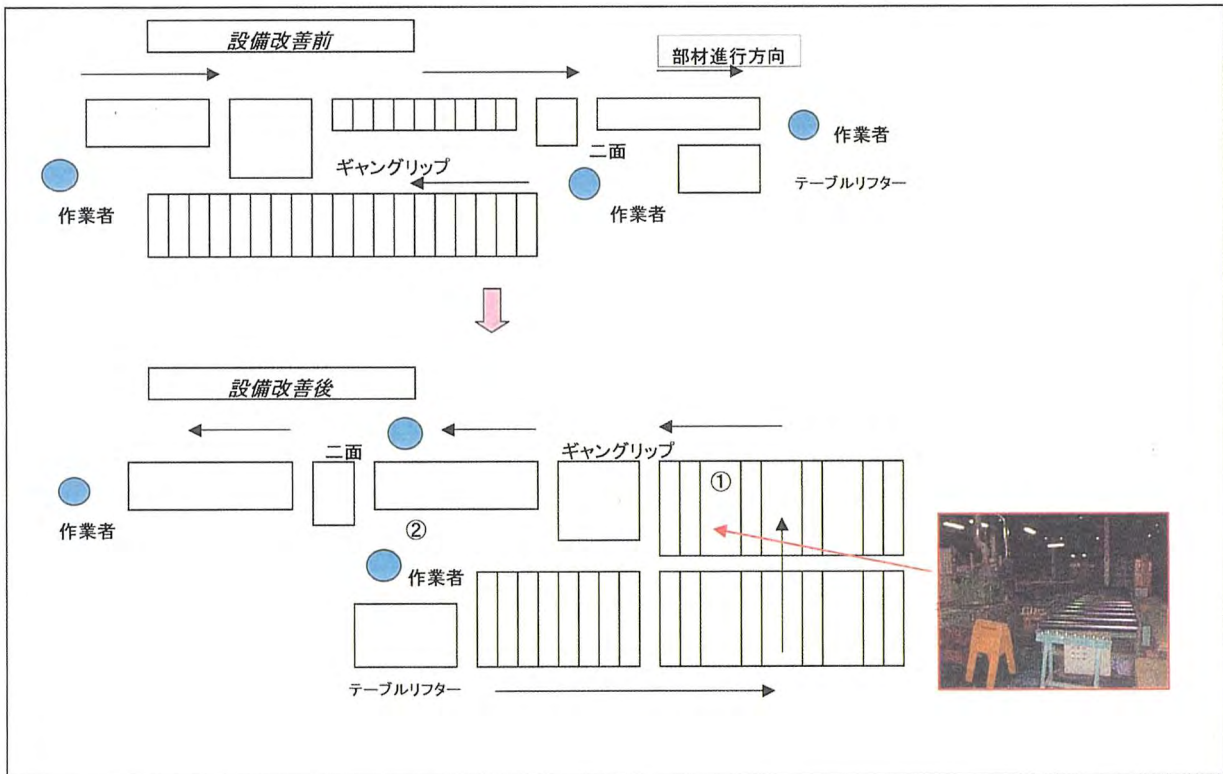 設備改善前
部材進行方向
作業者
二面
ギャングリップ
作業者
テーブルリフター
作業者
設備改善後
二面
ギャングリップ
①
作業者
②
作業者
テーブルリフター